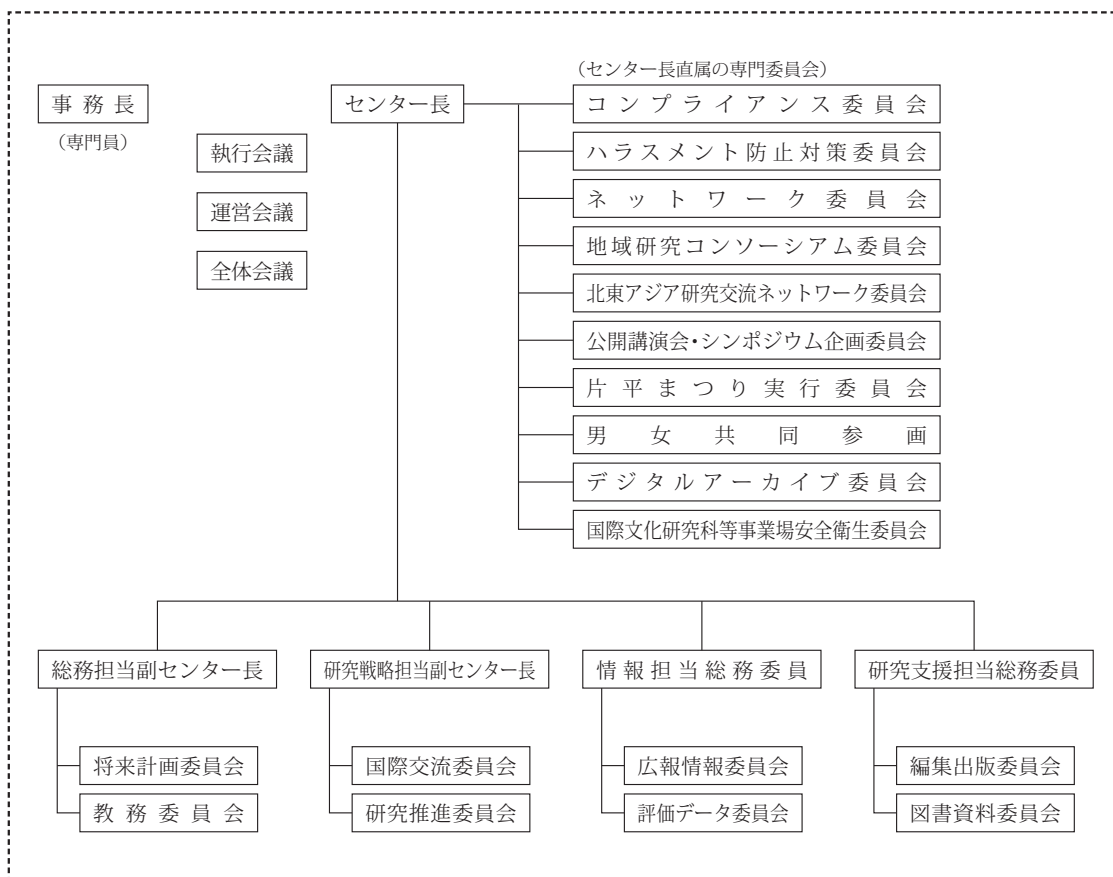 (センター長直属の専門委員会)
事務長
センター長
コンプライアンス委員会
(専門員)
執行会議
ハラスメント防止対策委員会
運営会議
ネットワーク委員会
全体会議
地域研究コンソーシアム委員会
北東アジア研究交流ネットワーク委員会
公開講演会・シンポジウム企画委員会
片平まつり実行委員会
男女共同参画
デジタルアーカイブ委員会
国際文化研究科等事業場安全衛生委員会
総務担当副センター長
研究戦略担当副センター長
情報担当総務委員
研究支援担当総務委員
将来計画委員会
国際交流委員会
広報情報委員会
編集出版委員会
教務委員会
研究推進委員会
評価データ委員会
図書資料委員会